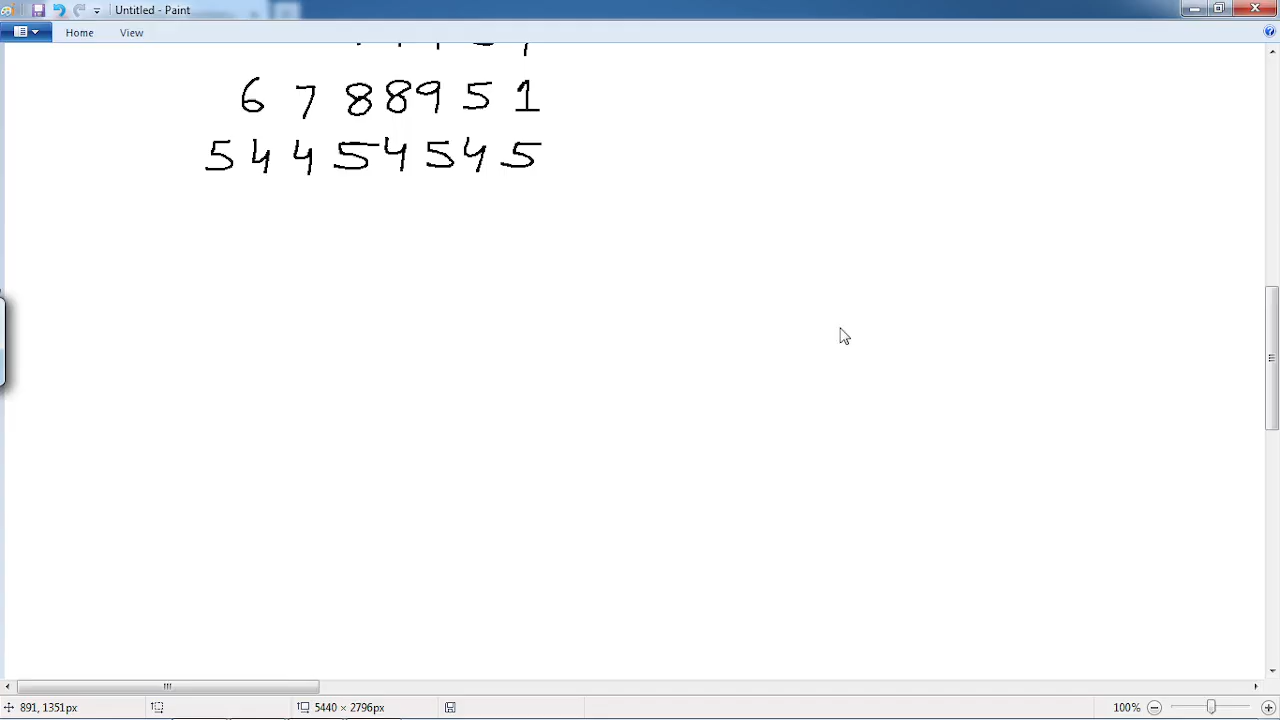 Untitled - Paint
Home View
6 7 8 8 9 5 1
5 4 4 5 4 5 4 5
891, 1351px 5440 × 2796px 100%